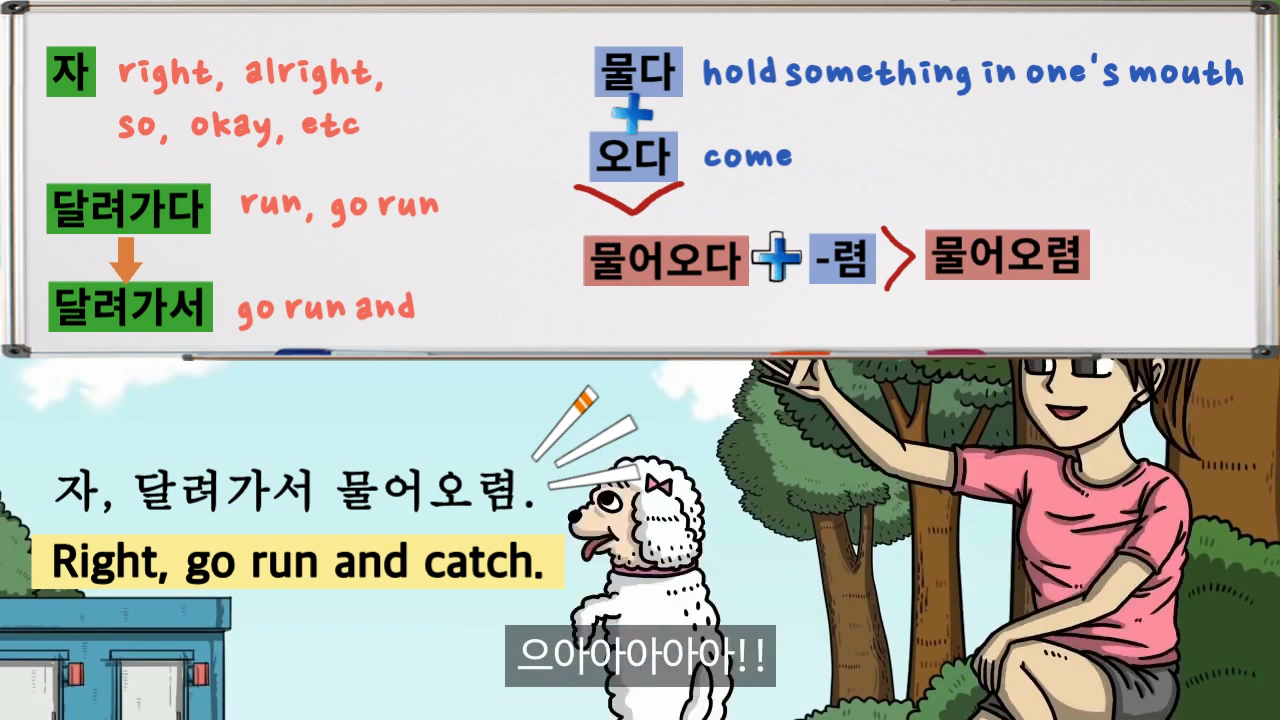 자 right, alright,
so, okay, etc
달려가다 run, go run
달려가서 go run and
물다 hold something in one's mouth
오다 come
물어오다 + -렴 > 물어오렴
자, 달려가서 물어오렴.
Right, go run and catch.
으아아아아아!!